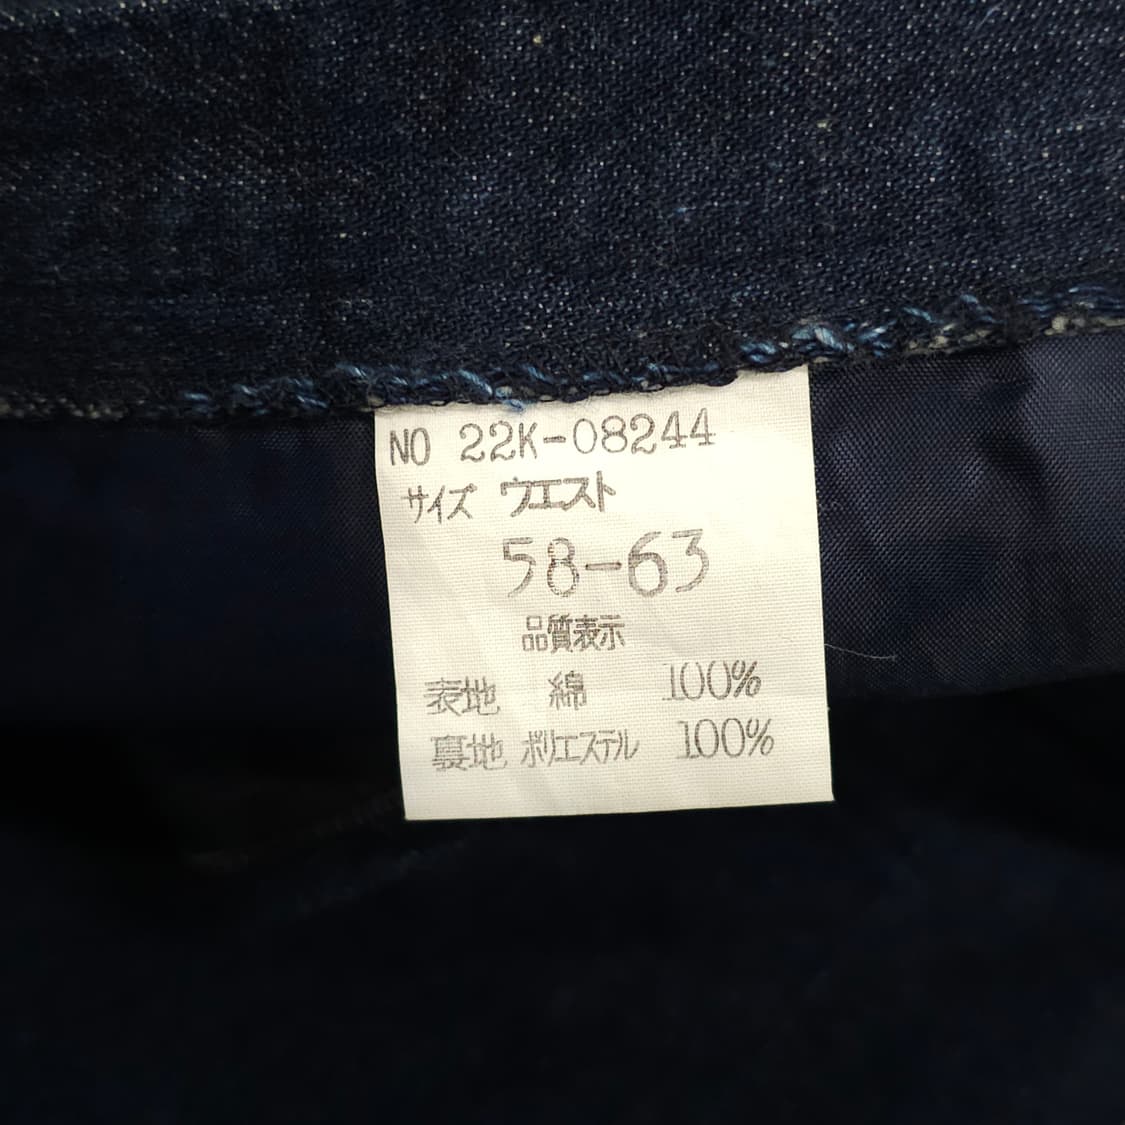 NO 22K-08244
サイズ ウエスト
58-63
品質表示
表地 綿 100%
裏地 ポリエステル 100%